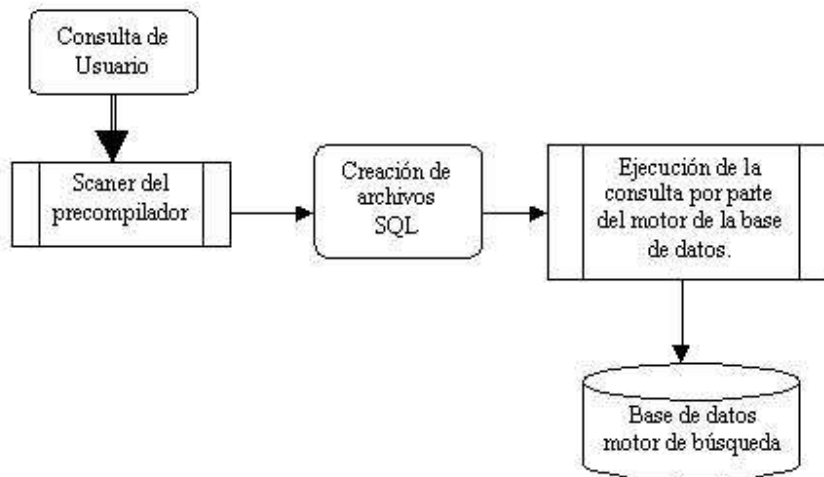 Consulta de
Usuario
Scaner del
precompilador
Creación de
archivos
SQL
Ejecución de la
consulta por parte
del motor de la base
de datos.
Base de datos
motor de búsqueda